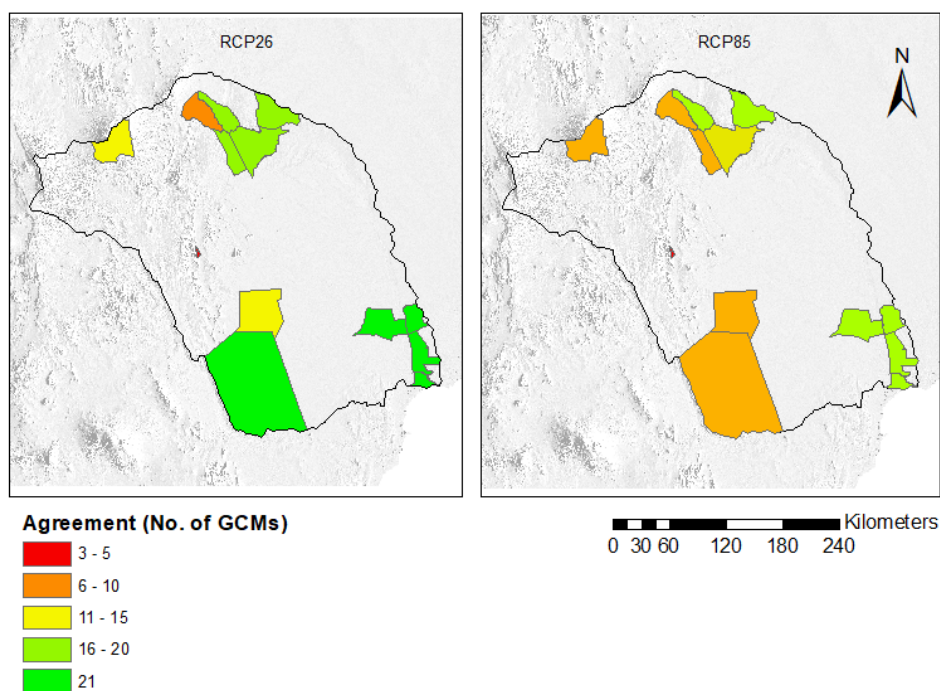 RCP26
RCP85
N
Agreement (No. of GCMs)
3 - 5
6 - 10
11 - 15
16 - 20
21
Kilometers
0 30 60 120 180 240